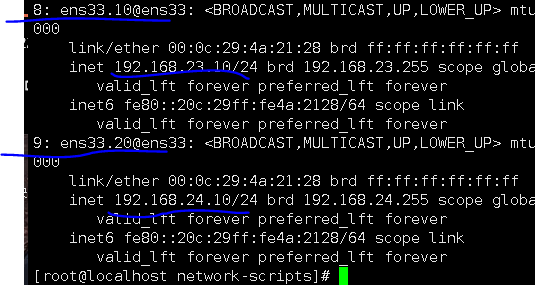 8: ens33.10@ens33: <BROADCAST,MULTICAST,UP,LOWER_UP> mtu
000
link/ether 00:0c:29:4a:21:28 brd ff:ff:ff:ff:ff:ff
inet 192.168.23.10/24 brd 192.168.23.255 scope globa
valid_lft forever preferred_lft forever
inet6 fe80::20c:29ff:fe4a:2128/64 scope link
valid_lft forever preferred_lft forever
9: ens33.20@ens33: <BROADCAST,MULTICAST,UP,LOWER_UP> mtu
000
link/ether 00:0c:29:4a:21:28 brd ff:ff:ff:ff:ff:ff
inet 192.168.24.10/24 brd 192.168.24.255 scope globa
valid_lft forever preferred_lft forever
inet6 fe80::20c:29ff:fe4a:2128/64 scope link
valid_lft forever preferred_lft forever
[root@localhost network-scripts]#